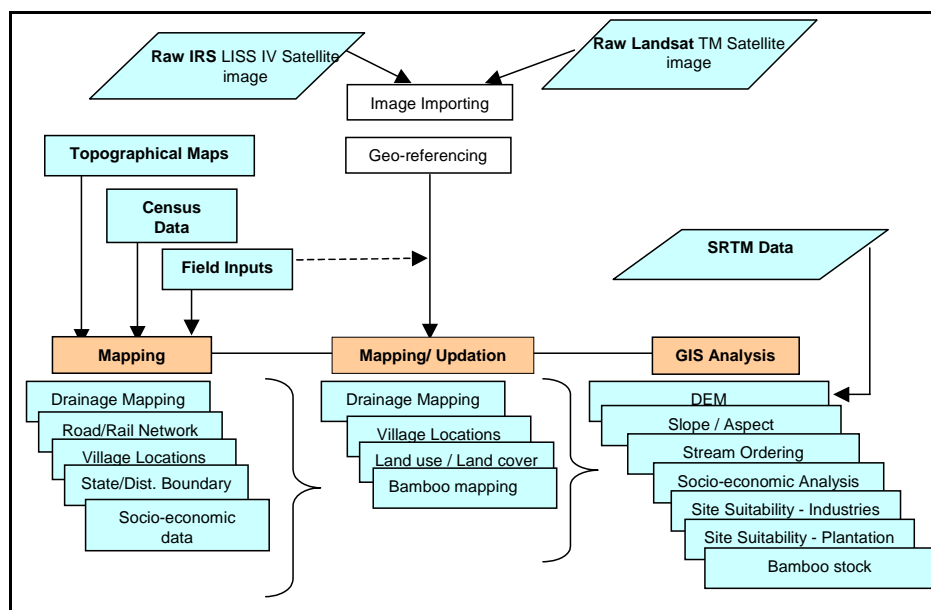 Raw IRS LISS IV Satellite
image
Raw Landsat TM Satellite
image
Image Importing
Topographical Maps
Geo-referencing
Census
Data
Field Inputs
SRTM Data
Mapping
Mapping/ Updation
GIS Analysis
Drainage Mapping
Road/Rail Network
Village Locations
State/Dist. Boundary
Socio-economic
data
Drainage Mapping
Village Locations
Land use / Land cover
Bamboo mapping
DEM
Slope / Aspect
Stream Ordering
Socio-economic Analysis
Site Suitability - Industries
Site Suitability - Plantation
Bamboo stock